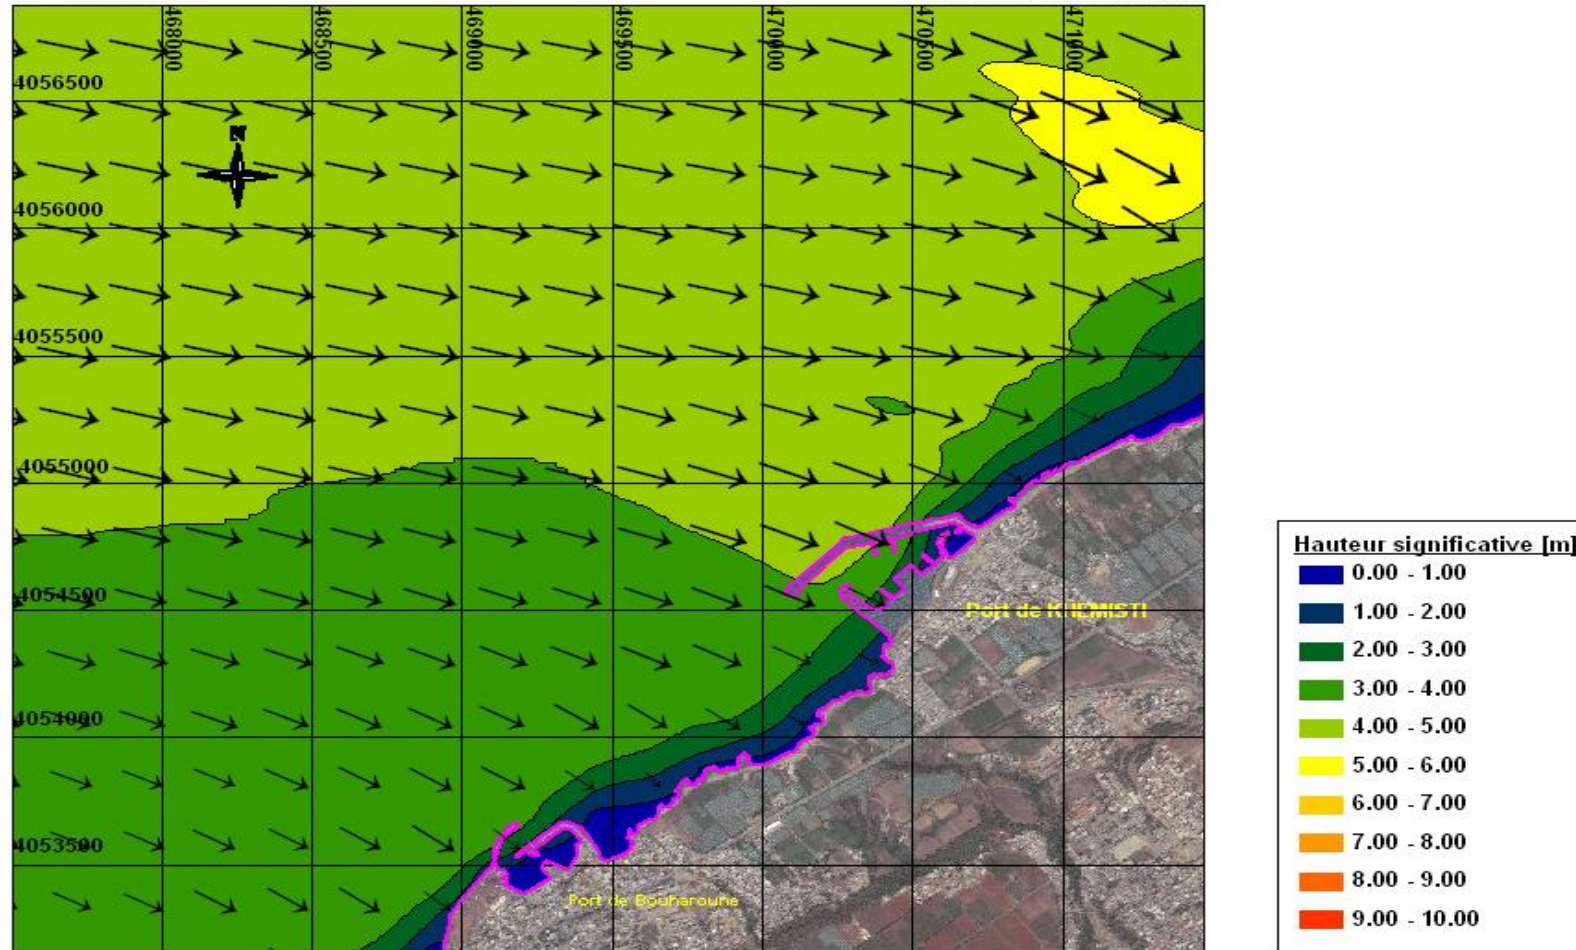 468000
468500
469000
469500
470000
470500
471000
4056500
N
4056000
4055500
4055000
4054500
Port de KHEMISTI
4054000
4053500
Port de Bouharoune
Hauteur significative [m]
0.00 - 1.00
1.00 - 2.00
2.00 - 3.00
3.00 - 4.00
4.00 - 5.00
5.00 - 6.00
6.00 - 7.00
7.00 - 8.00
8.00 - 9.00
9.00 - 10.00